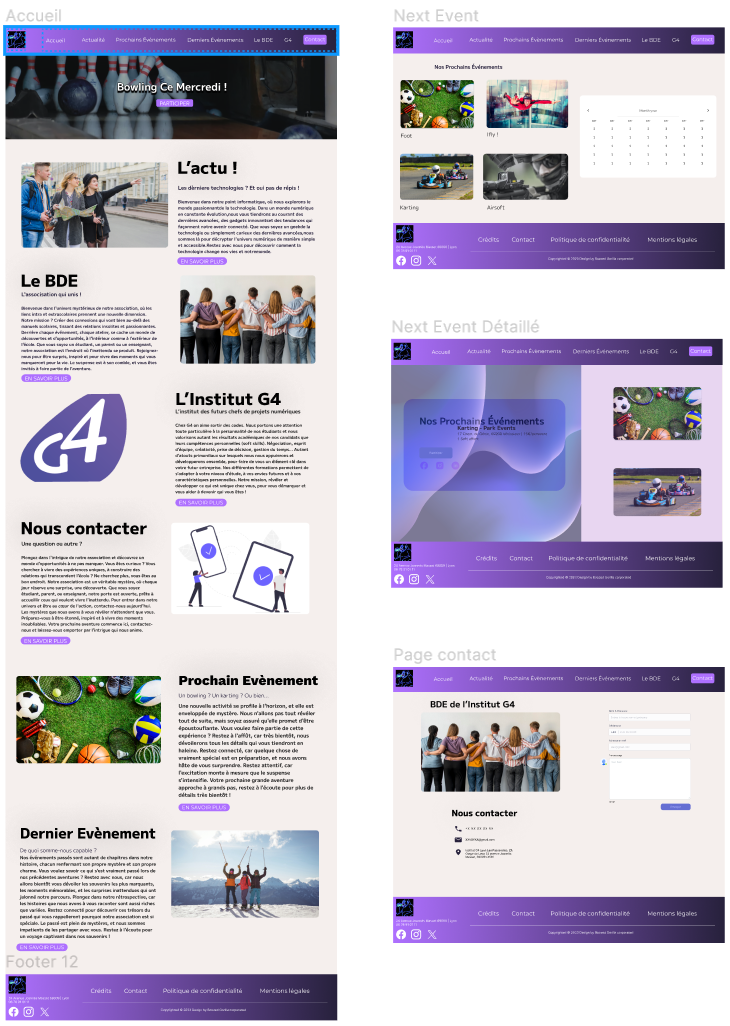 Accueil
Accueil
Actualité
Prochains Évènements
Derniers Évènements
Le BDE
G4
Contact
Bowling Ce Mercredi !
PARTICIPER
L'actu !
Les dérniere technologies ? Et oui pas de répis !
Bienvenue dans notre point informatique, où nous explorons le
monde passionnant de la technologie. Dans un monde numérique
en constante évolution, nous vous tiendrons au courant des
dernières avancées, des gadgets innovantset des tendances qui
façonnent notre avenir connecté. Que vous soyez un geek de la
technologie ou simplement curieux des dernières avancées, nous
sommes là pour décrypter l'univers numérique de manière simple
et accessible. Restez avec nous pour découvrir comment la
technologie change nos vies et notre monde.
EN SAVOIR PLUS
Le BDE
L'association qui unis !
Bienvenue dans l'univers mystérieux de notre association, où les
liens intra et extrascolaires prennent une nouvelle dimension.
Notre mission ? Créer des connexions qui vont bien au-delà des
manuels scolaires, tissant des relations insolites et passionnantes.
Derrière chaque événement, chaque atelier, se cache un monde de
découvertes et d'opportunités, à l'intérieur comme à l'extérieur de
l'école. Que vous soyez un étudiant, un parent ou un enseignant,
notre association est l'endroit où l'inattendu se produit. Rejoignez-
nous pour être surpris, inspiré et pour vivre des moments qui vous
marqueront pour la vie. La surprise est à son comble, et vous êtes
invités à faire partie de l'aventure.
EN SAVOIR PLUS
G4
L'Institut G4
L'institut des futurs chefs de projets numériques
Chez G4 on aime sortir des cades. Nous portons une attention
toute particulière à la personnalité de nos étudiants et nous
valorisons autant les résultats académiques de nos candidats que
leurs compétences personnelles (soft skills). Négociation, esprit
d'équipe, créativité, prise de décision, gestion du temps... Autant
d'atouts primordiaux sur lesquels nous nous appuierons et
développerons ensemble, pour faire de vous un élément clé dans
votre futur entreprise. Nos différentes formations permettent de
s'adapter à votre niveau d'étude, à vos envies futures et à vos
caractéristiques personnelles. Notre mission, révéler et
développer ce qui est unique chez vous, pour vous démarquer et
vous aider à devenir qui vous êtes !
EN SAVOIR PLUS
Nous contacter
Une question ou autre ?
Plongez dans l'intrigue de notre association et découvrez un
monde d'opportunités à ne pas manquer. Vous êtes curieux ? Vous
cherchez à vivre des expériences uniques, à construire des
relations qui transcendent l'école ? Ne cherchez plus, vous êtes au
bon endroit. Notre association est un véritable mystère, où chaque
jour réserve une surprise, une découverte. Que vous soyez
étudiant, parent, ou enseignant, notre porte est ouverte, prête à
accueillir ceux qui veulent vivre l'inattendu. Pour entrer dans notre
univers et être au cœur de l'action, contactez-nous aujourd'hui.
Les mystères que nous avons à vous révéler n'attendent que vous.
Préparez-vous à être étonné, inspiré et à vivre des moments
inoubliables. Votre prochaine aventure commence ici, contactez-
nous et laissez-nous emporter par l'intrigue qui nous anime.
EN SAVOIR PLUS
Prochain Evènement
Un bowling ? Un karting ? Ou bien...
Une nouvelle activité se profile à l'horizon, et elle est
enveloppée de mystère. Nous n'allons pas tout révéler
tout de suite, mais soyez assuré qu'elle promet d'être
époustouflante. Vous voulez faire partie de cette
expérience ? Restez à l'affût, car très bientôt, nous
dévoilerons tous les détails qui vous tiendront en
haleine. Restez connecté, car quelque chose de
vraiment spécial est en préparation, et nous avons
hâte de vous surprendre. Restez attentif, car
l'excitation monte à mesure que le suspense
s'intensifie. Votre prochaine grande aventure
approche à grands pas, restez à l'écoute pour plus de
détails très bientôt !
EN SAVOIR PLUS
Dernier Evènement
De quoi somme-nous capable ?
Nos évènements passés sont autant de chapitres dans notre
histoire, chacun renfermant son propre mystère et son propre
charme. Vous voulez savoir ce qui s'est vraiment passé lors de
nos précédentes aventures ? Restez avec nous, car nous
allons bientôt vous dévoiler les souvenirs les plus marquants,
les moments mémorables, et les surprises inattendues qui ont
jalonné notre parcours. Plongez dans notre rétrospective, car
les histoires que nous avons à vous raconter sont aussi riches
que variées. Restez connecté pour découvrir ces trésors du
passé qui vous rappelleront pourquoi notre association est si
spéciale. Le passé est plein de mystères, et nous sommes
impatients de les partager avec vous. Restez à l'écoute pour
un voyage captivant dans nos souvenirs !
EN SAVOIR PLUS
Footer 12
Crédits
Contact
Politique de confidentialité
Mentions légales
Next Event
Accueil
Actualité
Prochains Évènements
Derniers Évènements
Le BDE
G4
Contact
Nos Prochains Événements
Foot
Ifly !
Karting
Airsoft
Crédits
Contact
Politique de confidentialité
Mentions légales
Next Event Détaillé
Accueil
Actualité
Prochains Évènements
Derniers Évènements
Le BDE
G4
Contact
Nos Prochains Événements
Karting - Part Events
Crédits
Contact
Politique de confidentialité
Mentions légales
Page contact
Accueil
Actualité
Prochains Évènements
Derniers Évènements
Le BDE
G4
Contact
BDE de l'Institut G4
Nous contacter
Crédits
Contact
Politique de confidentialité
Mentions légales